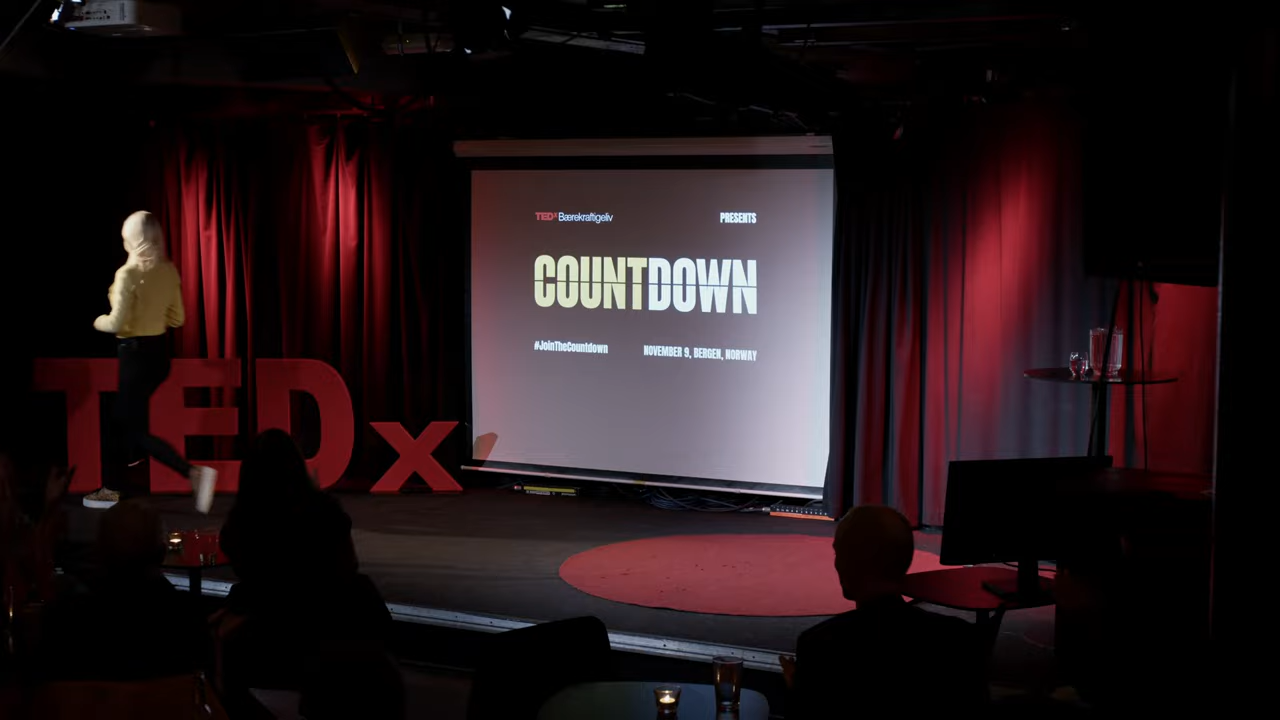 TEDx
TEDxBærekraftigeliv PRESENTS
COUNTDOWN
#JoinTheCountdown NOVEMBER 9, BERGEN, NORWAY